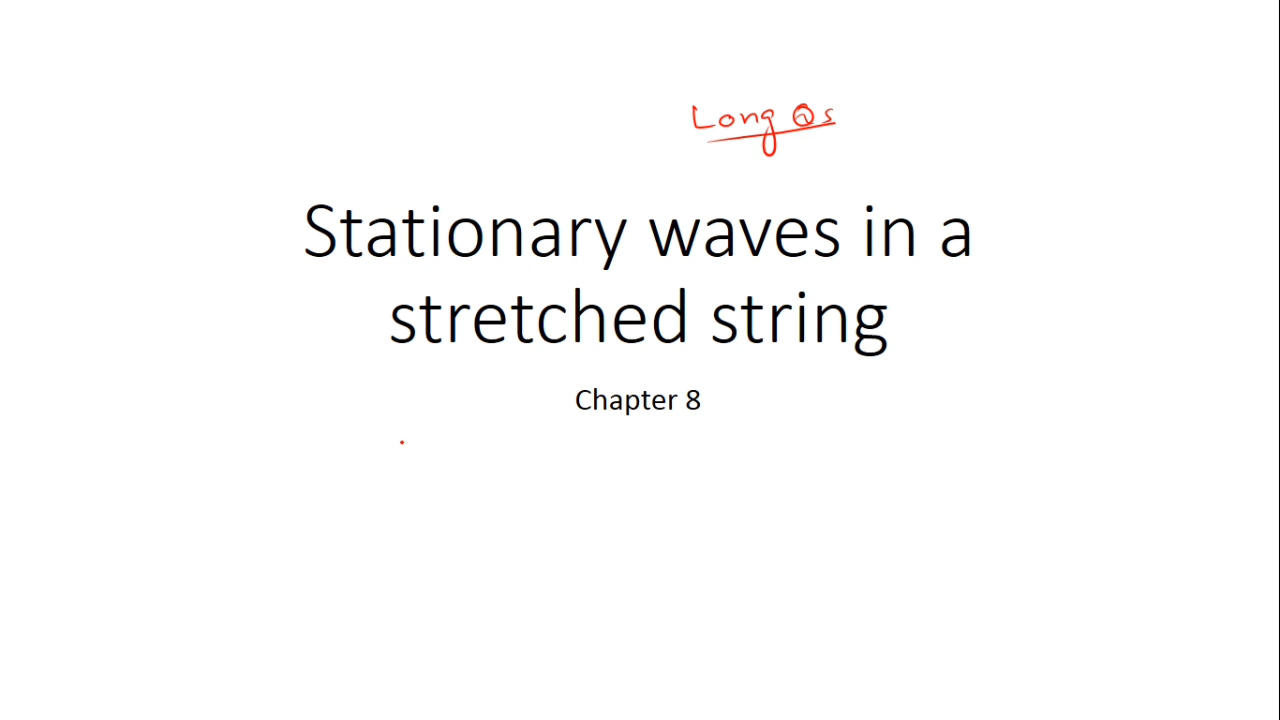 Long Qs
Stationary waves in a
stretched string
Chapter 8